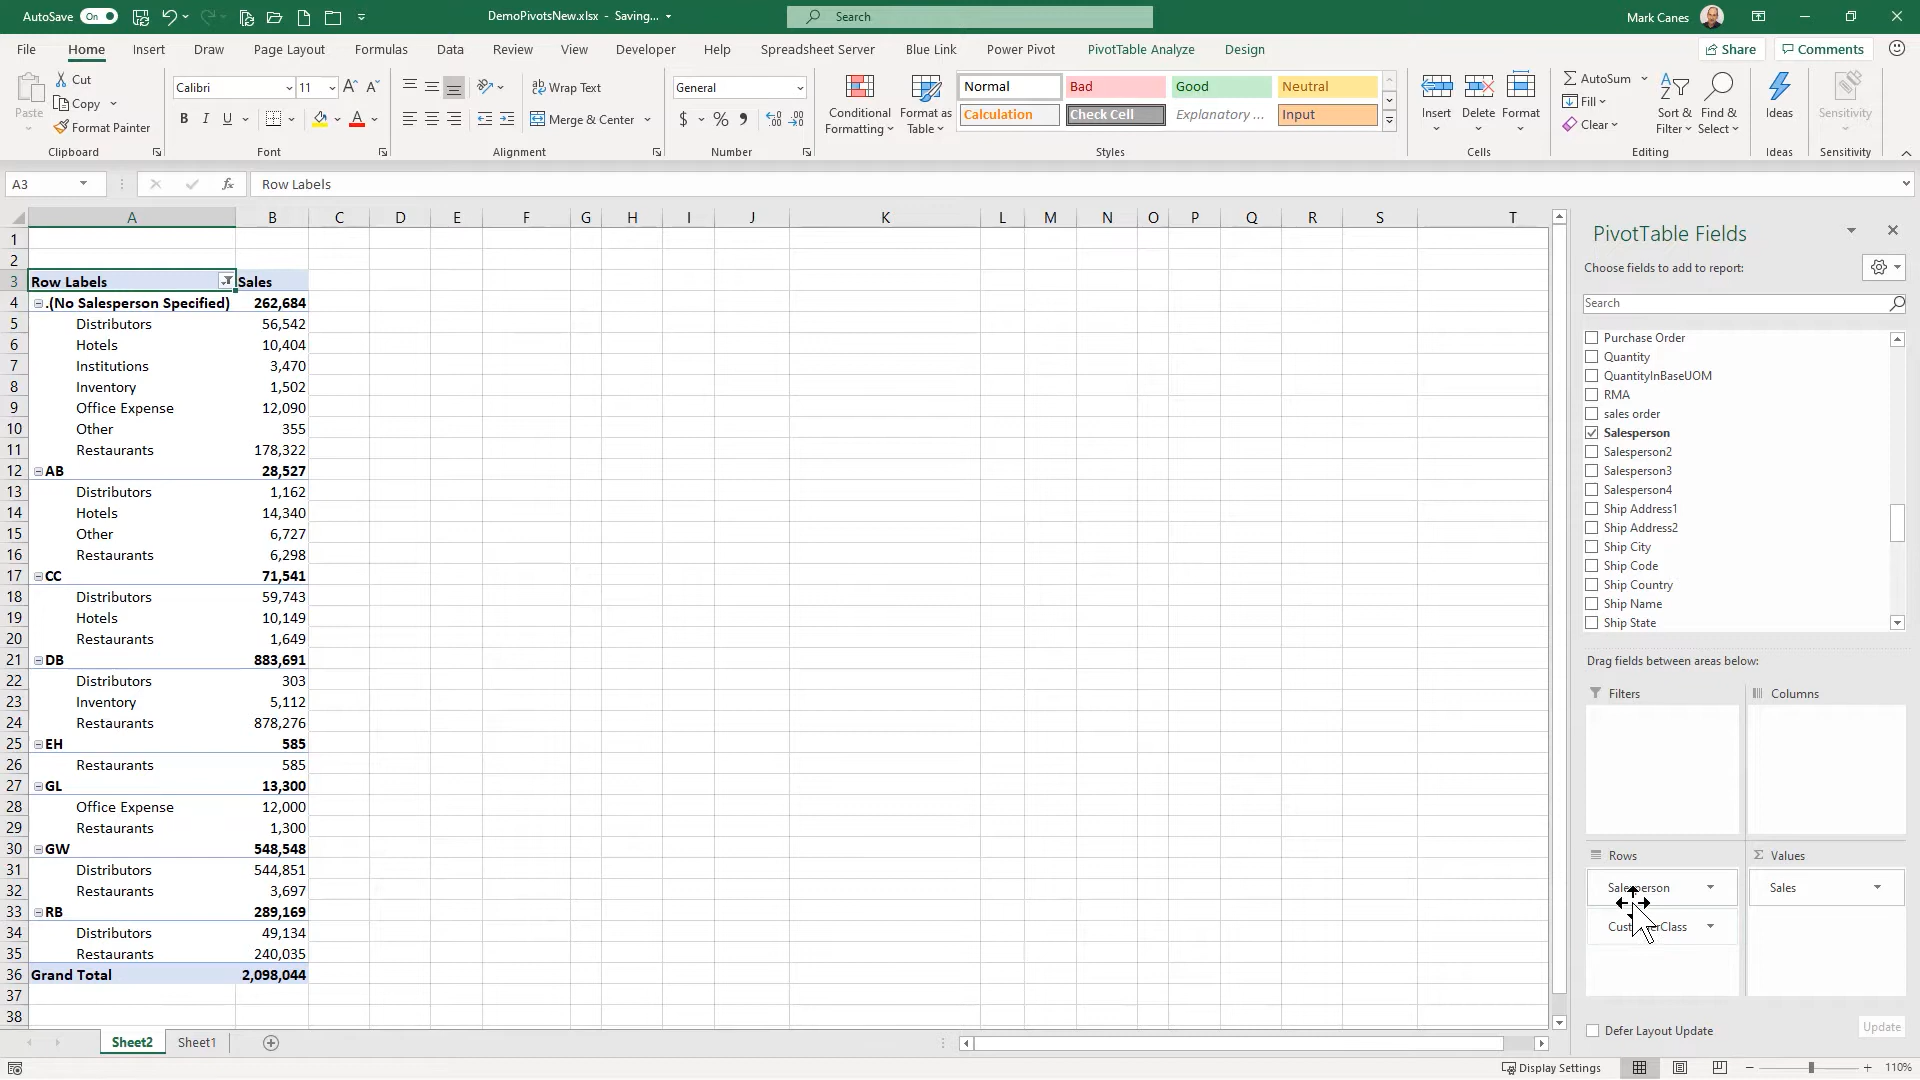 AutoSave On DemoPivotsNew.xlsx - Saving... Search Mark Canes
File Home Insert Draw Page Layout Formulas Data Review View Developer Help Spreadsheet Server Blue Link Power Pivot PivotTable Analyze Design Share Comments
Paste
Cut
Copy
Format Painter
Clipboard
Calibri 11 A A
B I U A
Font
Wrap Text
Merge & Center
Alignment
General
$ % 9
Number
Conditional Formatting
Format as Table
Normal Bad Good Neutral
Calculation Check Cell Explanatory ... Input
Styles
Insert Delete Format
Cells
AutoSum
Fill
Clear
Sort & Filter
Find & Select
Editing
Ideas
Ideas
Sensitivity
Sensitivity
A3 fx Row Labels
A B C D E F G H I J K L M N O P Q R S T
1
2
3 Row Labels Sales
4 .(No Salesperson Specified) 262,684
5 Distributors 56,542
6 Hotels 10,404
7 Institutions 3,470
8 Inventory 1,502
9 Office Expense 12,090
10 Other 355
11 Restaurants 178,322
12 AB 28,527
13 Distributors 1,162
14 Hotels 14,340
15 Other 6,727
16 Restaurants 6,298
17 CC 71,541
18 Distributors 59,743
19 Hotels 10,149
20 Restaurants 1,649
21 DB 883,691
22 Distributors 303
23 Inventory 5,112
24 Restaurants 878,276
25 EH 585
26 Restaurants 585
27 GL 13,300
28 Office Expense 12,000
29 Restaurants 1,300
30 GW 548,548
31 Distributors 544,851
32 Restaurants 3,697
33 RB 289,169
34 Distributors 49,134
35 Restaurants 240,035
36 Grand Total 2,098,044
37
38
PivotTable Fields
Choose fields to add to report:
Search
Purchase Order
Quantity
QuantityInBaseUOM
RMA
sales order
Salesperson
Salesperson2
Salesperson3
Salesperson4
Ship Address1
Ship Address2
Ship City
Ship Code
Ship Country
Ship Name
Ship State
Drag fields between areas below:
Filters Columns
Rows Values
Salesperson Sales
CustomerClass
Defer Layout Update Update
Sheet2 Sheet1
Display Settings 110%